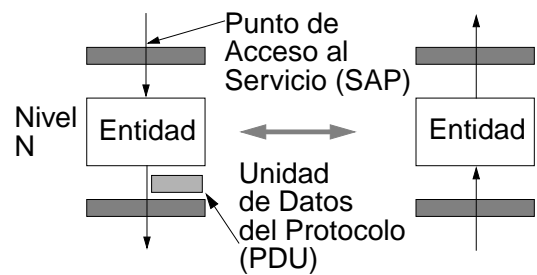 Punto de
Acceso al
Servicio (SAP)
Nivel
N
Entidad
Entidad
Unidad
de Datos
del Protocolo
(PDU)